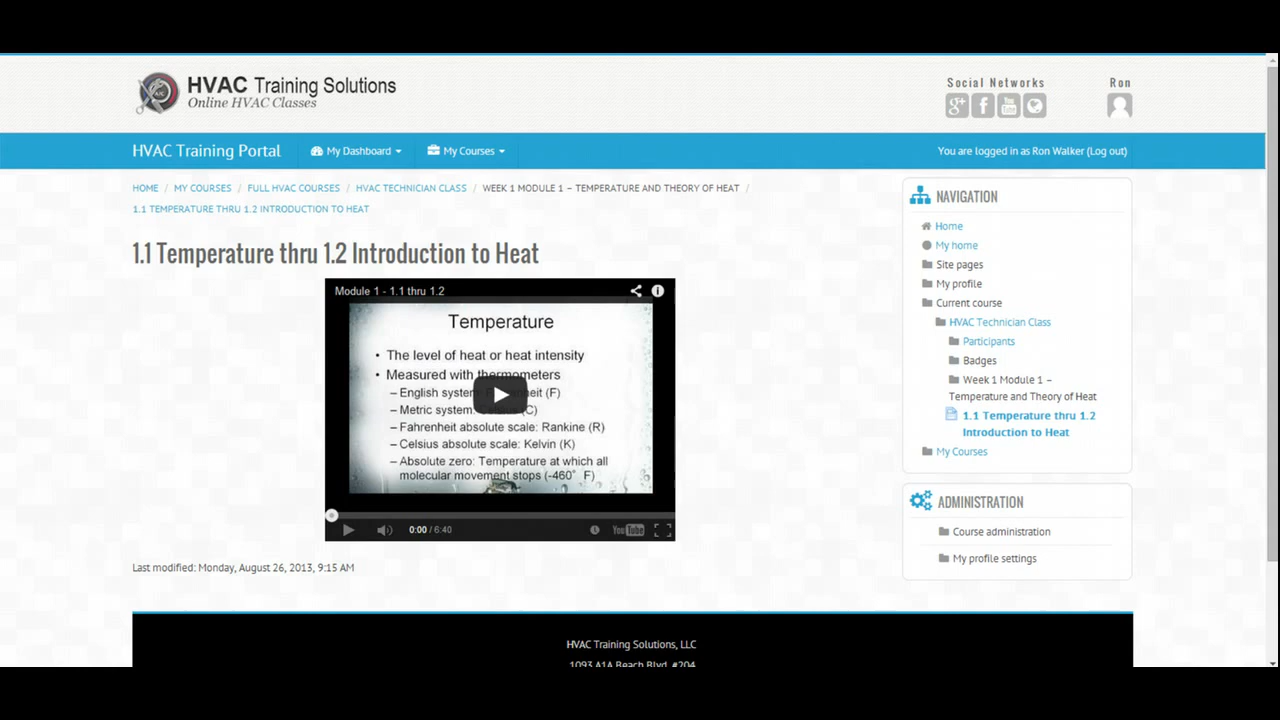 HVAC Training Solutions
Online HVAC Classes
Social Networks
Ron
HVAC Training Portal
My Dashboard
My Courses
You are logged in as Ron Walker (Log out)
HOME / MY COURSES / FULL HVAC COURSES / HVAC TECHNICIAN CLASS / WEEK 1 MODULE 1 – TEMPERATURE AND THEORY OF HEAT /
1.1 TEMPERATURE THRU 1.2 INTRODUCTION TO HEAT
1.1 Temperature thru 1.2 Introduction to Heat
Module 1 - 1.1 thru 1.2
Temperature
• The level of heat or heat intensity
• Measured with thermometers
– English system: (F)
– Metric system: (C)
– Fahrenheit absolute scale: Rankine (R)
– Celsius absolute scale: Kelvin (K)
– Absolute zero: Temperature at which all
molecular movement stops (-460° F)
0:00 / 6:40
YouTube
Last modified: Monday, August 26, 2013, 9:15 AM
NAVIGATION
Home
My home
Site pages
My profile
Current course
HVAC Technician Class
Participants
Badges
Week 1 Module 1 –
Temperature and Theory of Heat
1.1 Temperature thru 1.2
Introduction to Heat
My Courses
ADMINISTRATION
Course administration
My profile settings
HVAC Training Solutions, LLC
1093 A1A Beach Blvd. #204